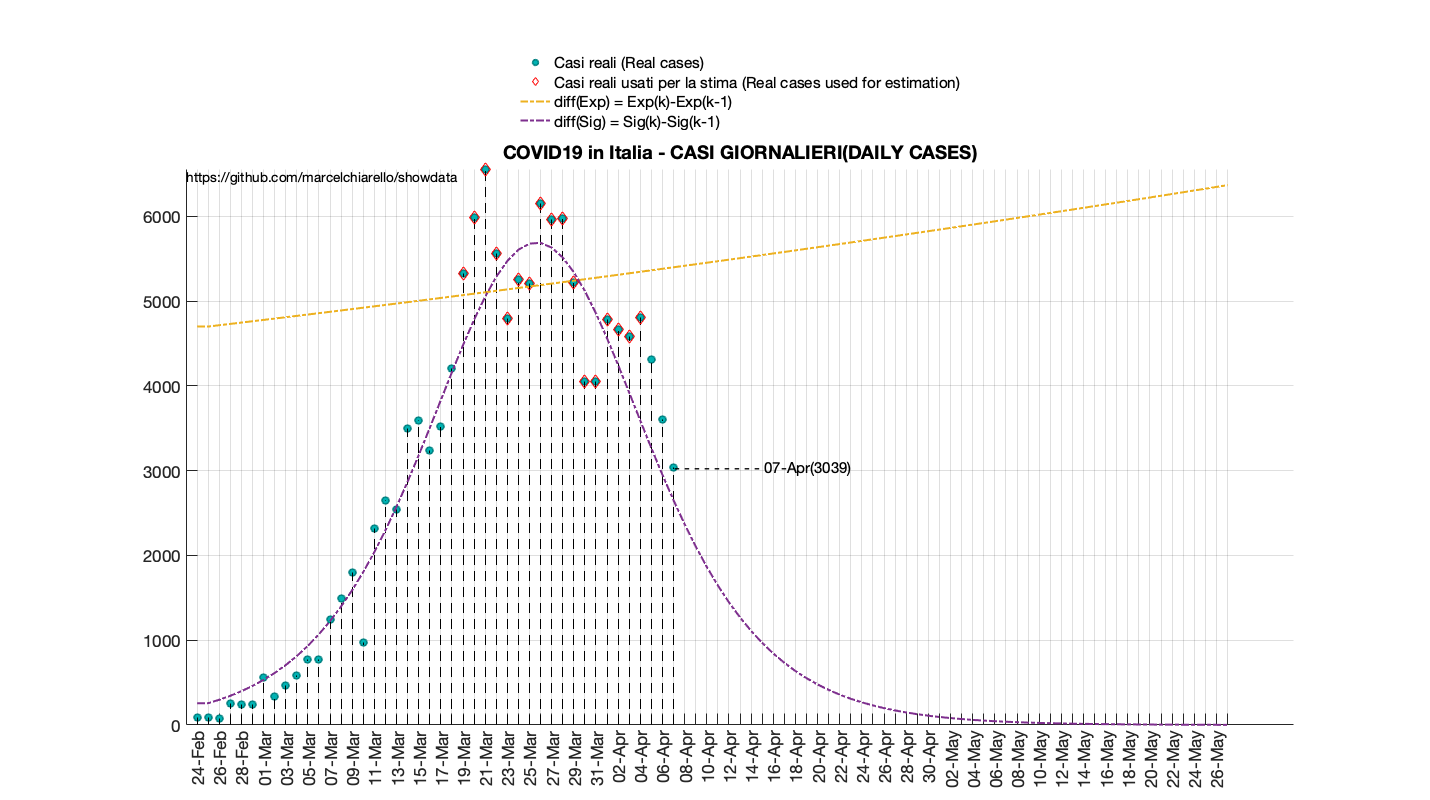 Casi reali (Real cases)
Casi reali usati per la stima (Real cases used for estimation)
diff(Exp) = Exp(k)-Exp(k-1)
diff(Sig) = Sig(k)-Sig(k-1)
COVID19 in Italia - CASI GIORNALIERI(DAILY CASES)
https://github.com/marcelchiarello/showdata
6000
5000
4000
3000
07-Apr(3039)
2000
1000
0
24-Feb
26-Feb
28-Feb
01-Mar
03-Mar
05-Mar
07-Mar
09-Mar
11-Mar
13-Mar
15-Mar
17-Mar
19-Mar
21-Mar
23-Mar
25-Mar
27-Mar
29-Mar
31-Mar
02-Apr
04-Apr
06-Apr
08-Apr
10-Apr
12-Apr
14-Apr
16-Apr
18-Apr
20-Apr
22-Apr
24-Apr
26-Apr
28-Apr
30-Apr
02-May
04-May
06-May
08-May
10-May
12-May
14-May
16-May
18-May
20-May
22-May
24-May
26-May